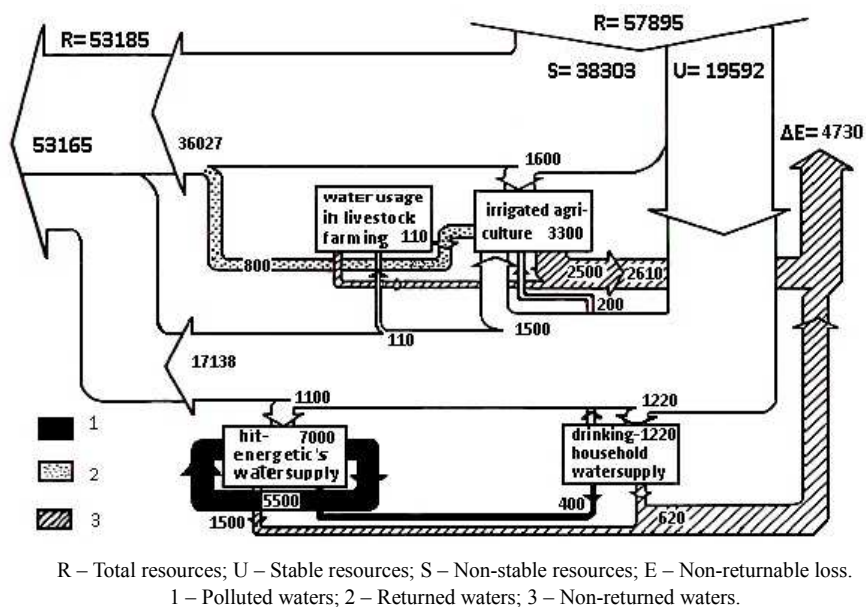 R= 57895
R= 53185
S= 38303
U= 19592
ΔE= 4730
53165
36027
1600
water usage
in livestock
farming 110
irrigated agri-
culture 3300
800
2500
26101
200
110
1500
17138
1100
1220
1
hit-
7000
energetic's
watersupply
drinking-1220
household
watersupply
2
5500
400
3
1500
620
R – Total resources; U – Stable resources; S – Non-stable resources; E – Non-returnable loss.
1 – Polluted waters; 2 – Returned waters; 3 – Non-returned waters.